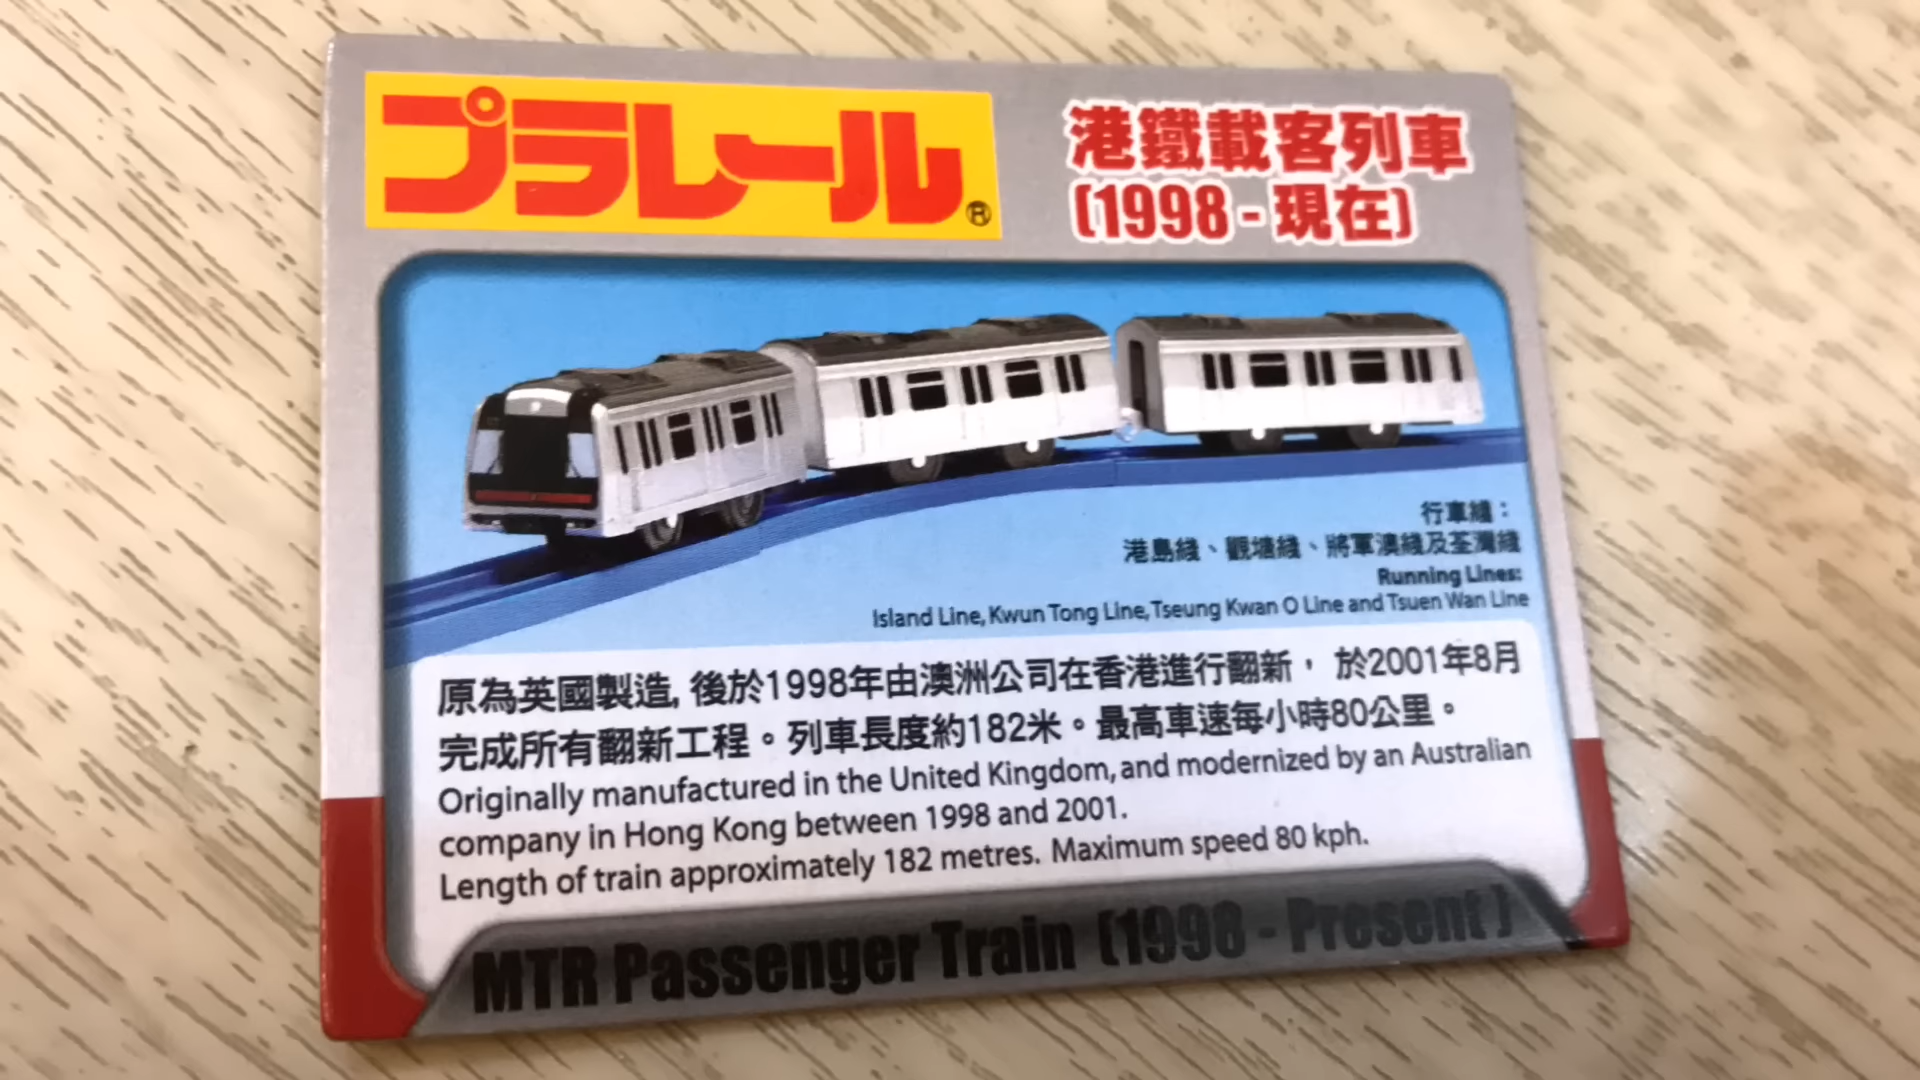 プラレール®
港鐵載客列車
(1998 - 現在)
行車綫：
港島綫、觀塘綫、將軍澳綫及荃灣綫
Running Lines:
Island Line, Kwun Tong Line, Tseung Kwan O Line and Tsuen Wan Line
原為英國製造, 後於1998年由澳洲公司在香港進行翻新， 於2001年8月
完成所有翻新工程。列車長度約182米。最高車速每小時80公里。
Originally manufactured in the United Kingdom, and modernized by an Australian
company in Hong Kong between 1998 and 2001.
Length of train approximately 182 metres. Maximum speed 80 kph.
MTR Passenger Train (1998 - Present)